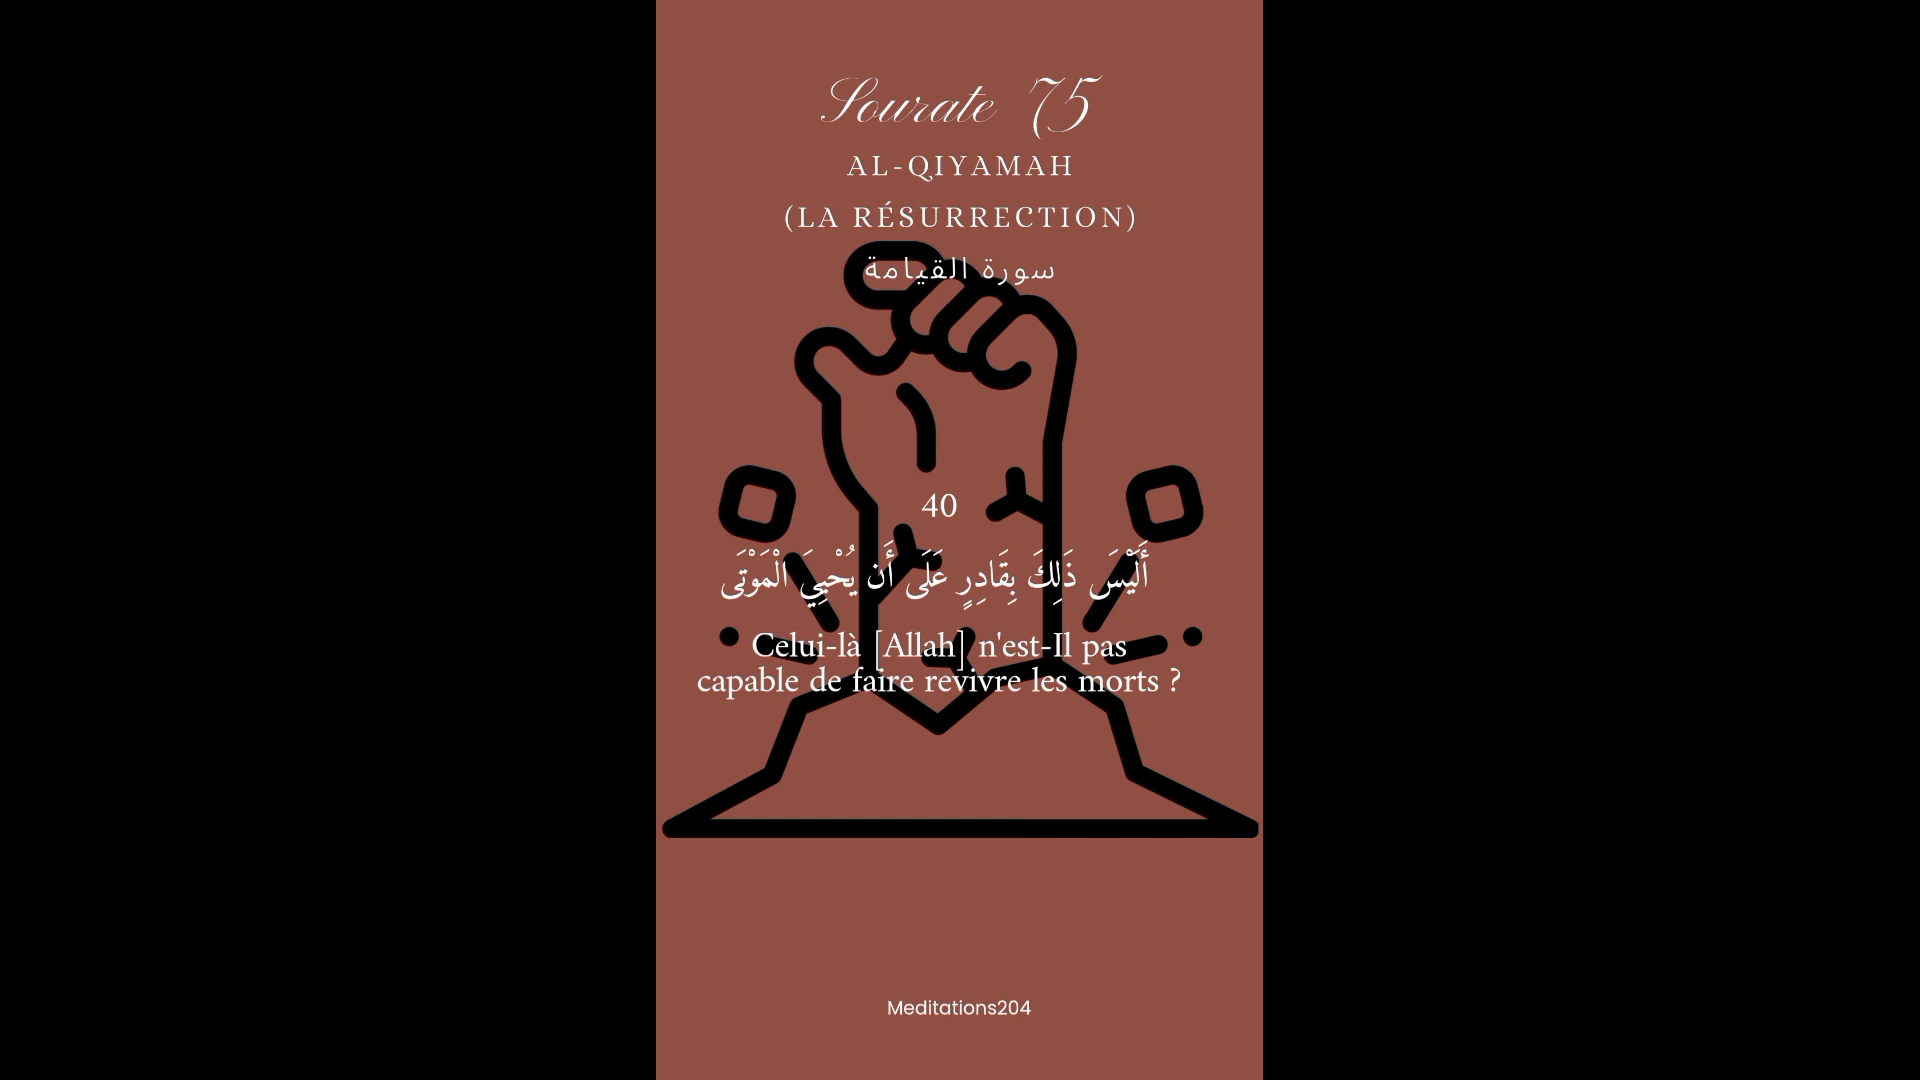 Sourate 75
AL-QIYAMAH
(LA RÉSURRECTION)
سورة القيامة
40
أَلَيْسَ ذَلِكَ بِقَادِرٍ عَلَى أَن يُحْيِيَ الْمَوْتَى
Celui-là [Allah] n'est-Il pas
capable de faire revivre les morts ?
Meditations204